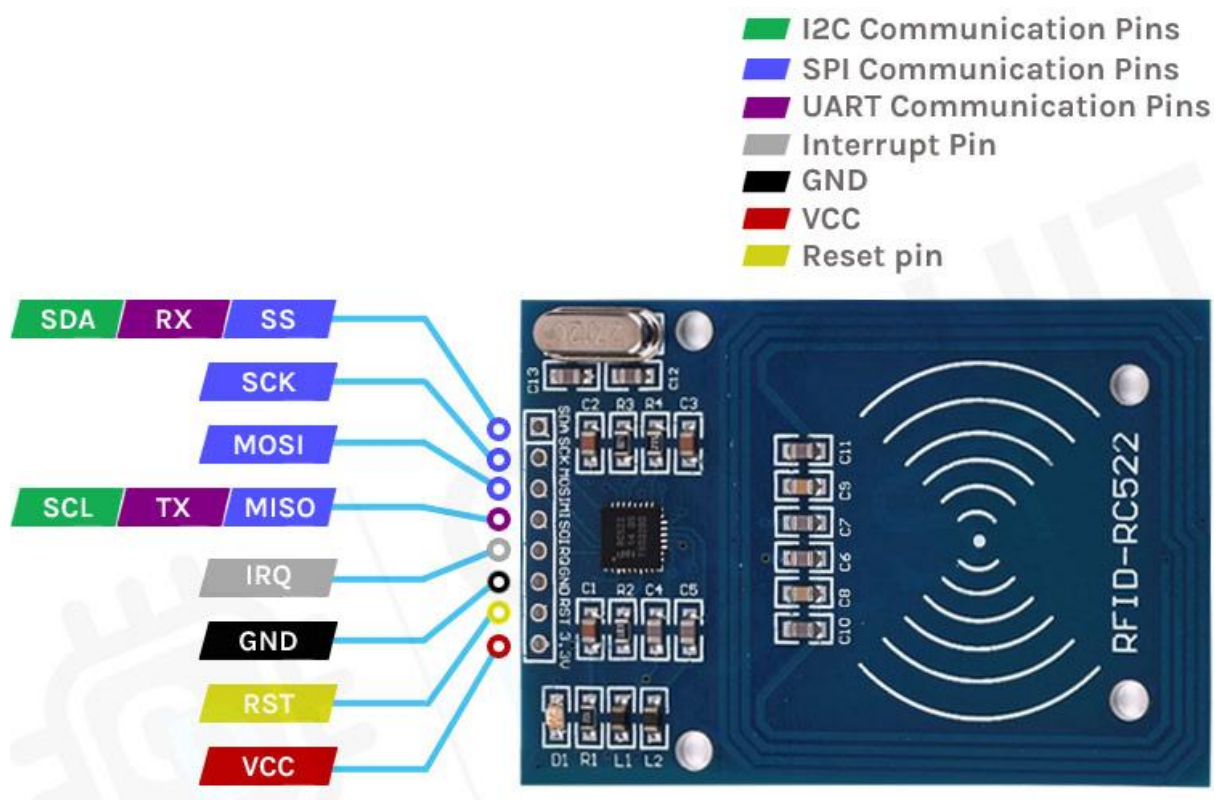 I2C Communication Pins
SPI Communication Pins
UART Communication Pins
Interrupt Pin
GND
VCC
Reset pin
SDA RX SS
SCK
MOSI
SCL TX MISO
IRQ
GND
RST
VCC
C13 C12
C2 R3 R4 C3
SDA SCK MOSI MISO IRQ GND RST 3.3V
C1 R2 C4 C5
D1 R1 L1 L2
C11
C9
C7
C6
C8
C10
RFID-RC522